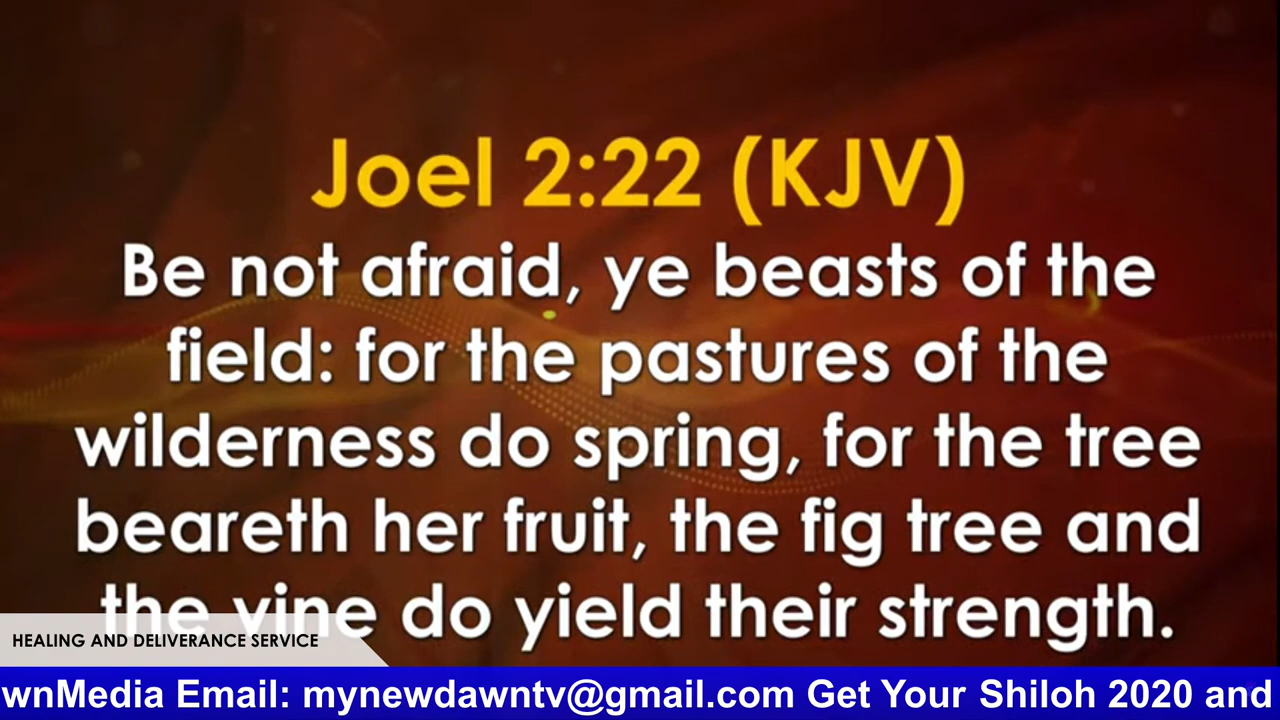 Joel 2:22 (KJV)
Be not afraid, ye beasts of the
field: for the pastures of the
wilderness do spring, for the tree
beareth her fruit, the fig tree and
the vine do yield their strength.
HEALING AND DELIVERANCE SERVICE
wnMedia Email: mynewdawntv@gmail.com Get Your Shiloh 2020 and